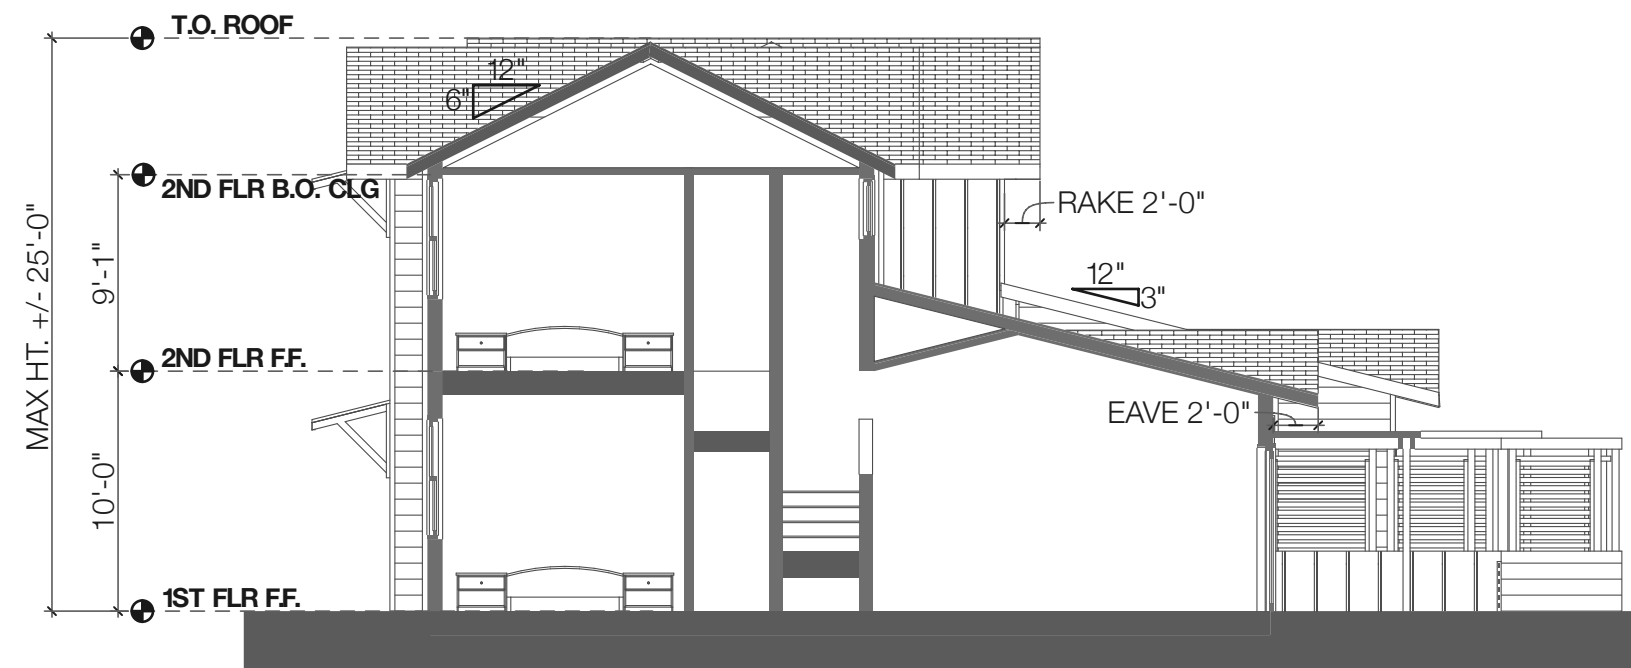 T.O. ROOF
12"
6"
2ND FLR B.O. CLG
RAKE 2'-0"
MAX HT. +/- 25'-0"
9'-1"
12"
3"
2ND FLR F.F.
EAVE 2'-0"
10'-0"
1ST FLR F.F.